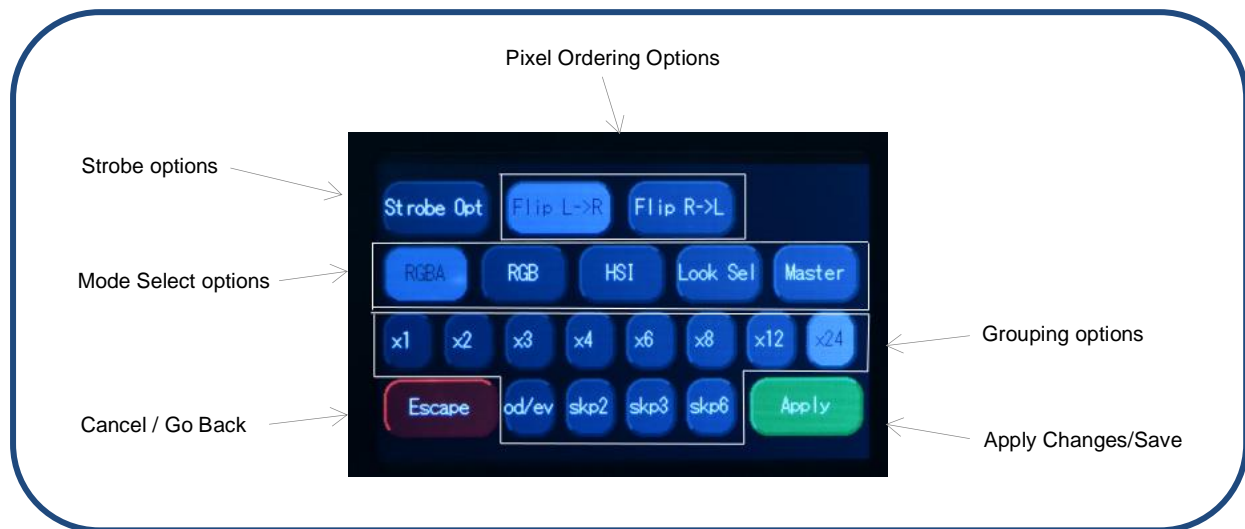 Pixel Ordering Options
Strobe options
Strobe Opt Flip L->R Flip R->L
Mode Select options
RGBA RGB HSI Look Sel Master
x1 x2 x3 x4 x6 x8 x12 x24
Grouping options
Escape od/ev skp2 skp3 skp6 Apply
Cancel / Go Back
Apply Changes/Save